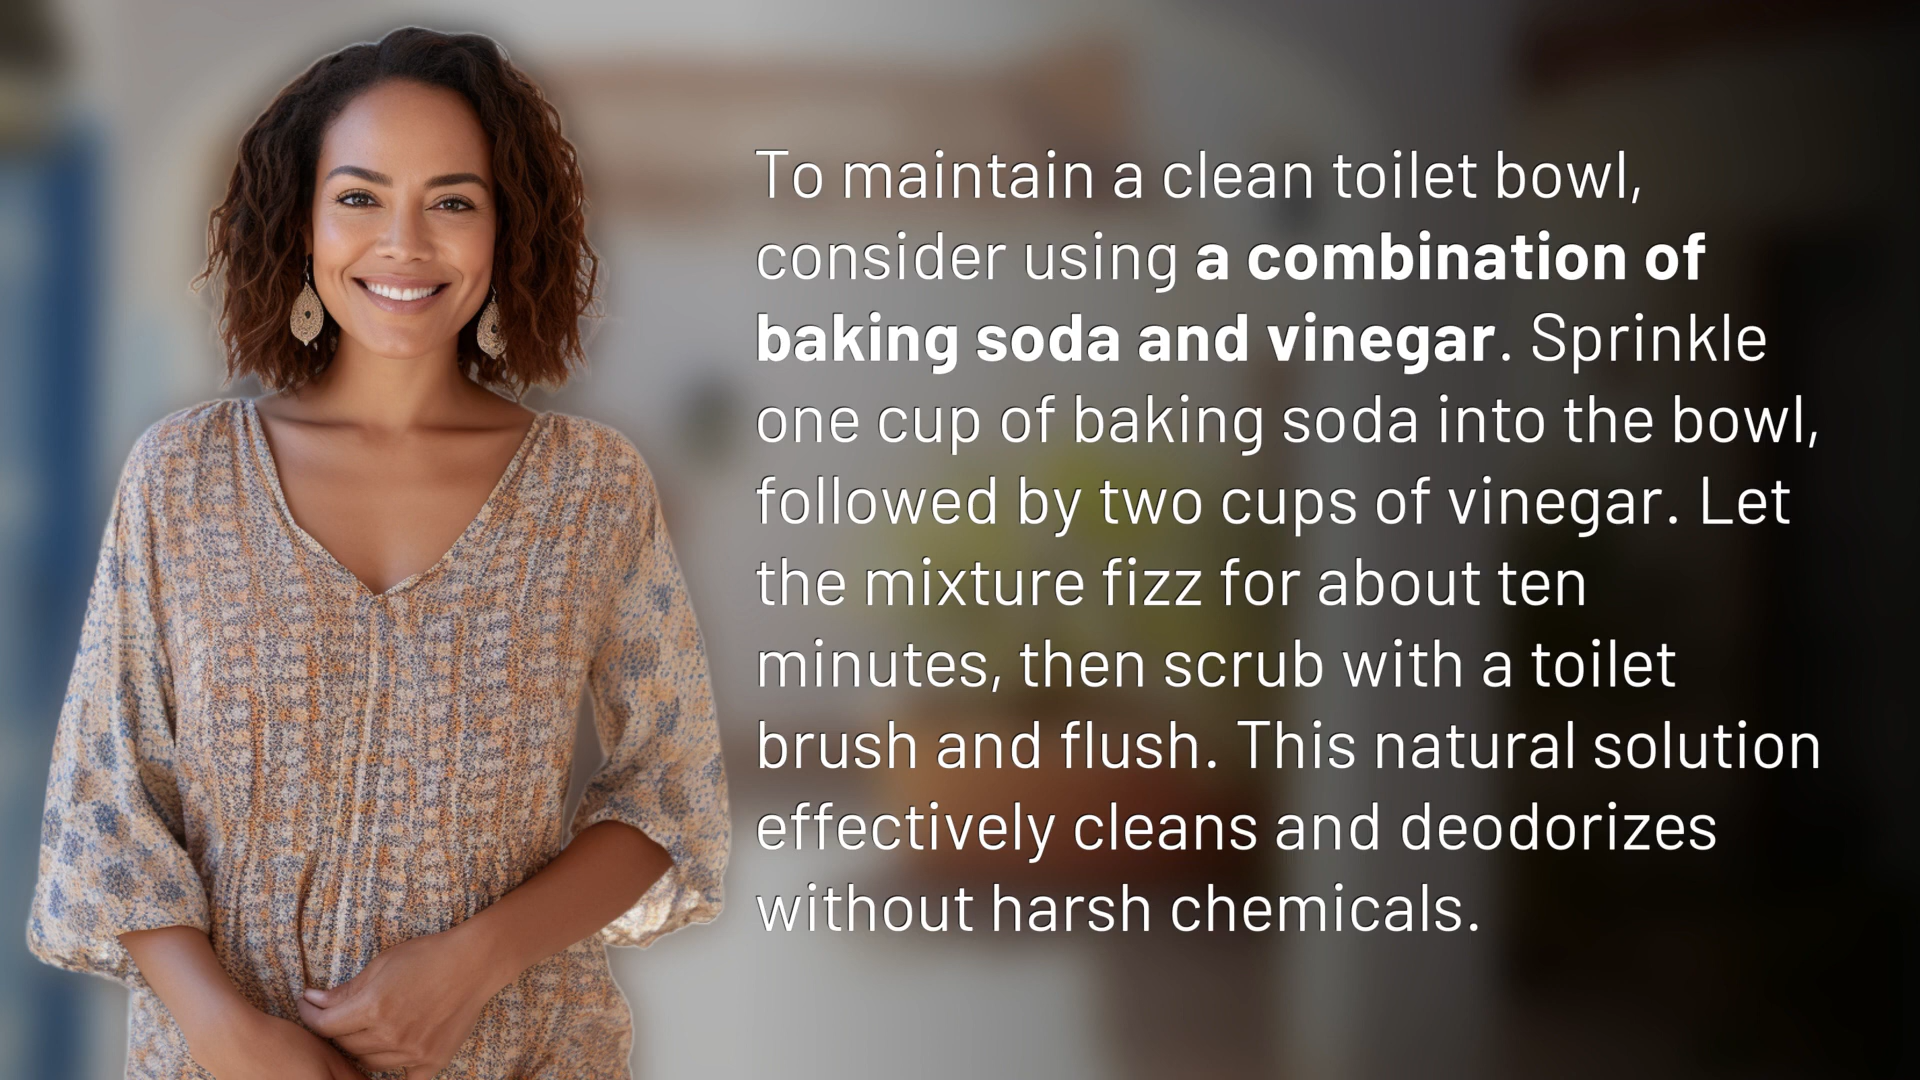 To maintain a clean toilet bowl,
consider using a combination of
baking soda and vinegar. Sprinkle
one cup of baking soda into the bowl,
followed by two cups of vinegar. Let
the mixture fizz for about ten
minutes, then scrub with a toilet
brush and flush. This natural solution
effectively cleans and deodorizes
without harsh chemicals.